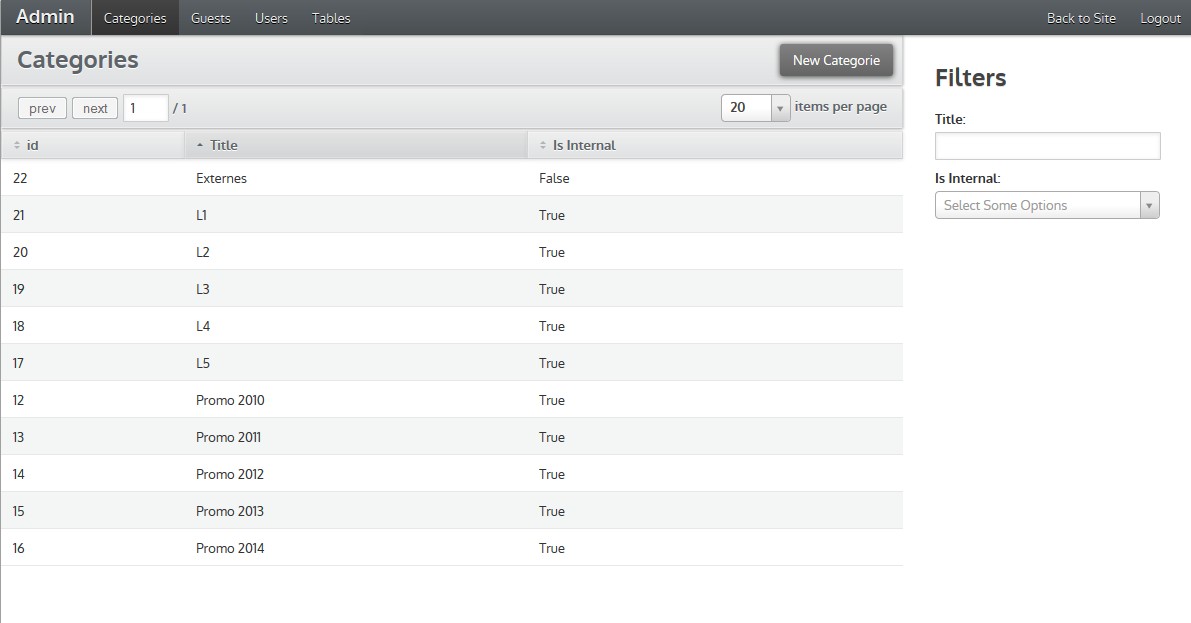 Admin Categories Guests Users Tables Back to Site Logout
Categories New Categorie
prev next 1 / 1 20 items per page
id Title Is Internal
22 Externes False
21 L1 True
20 L2 True
19 L3 True
18 L4 True
17 L5 True
12 Promo 2010 True
13 Promo 2011 True
14 Promo 2012 True
15 Promo 2013 True
16 Promo 2014 True
Filters
Title:
Is Internal:
Select Some Options